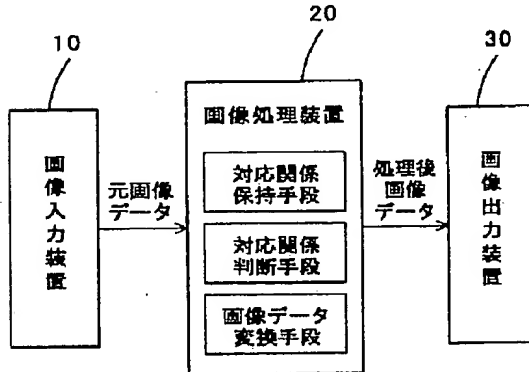 10
20
30
画像入力装置
元画像
データ
画像処理装置
対応関係
保持手段
対応関係
判断手段
画像データ
変換手段
処理後
画像
データ
画像出力装置